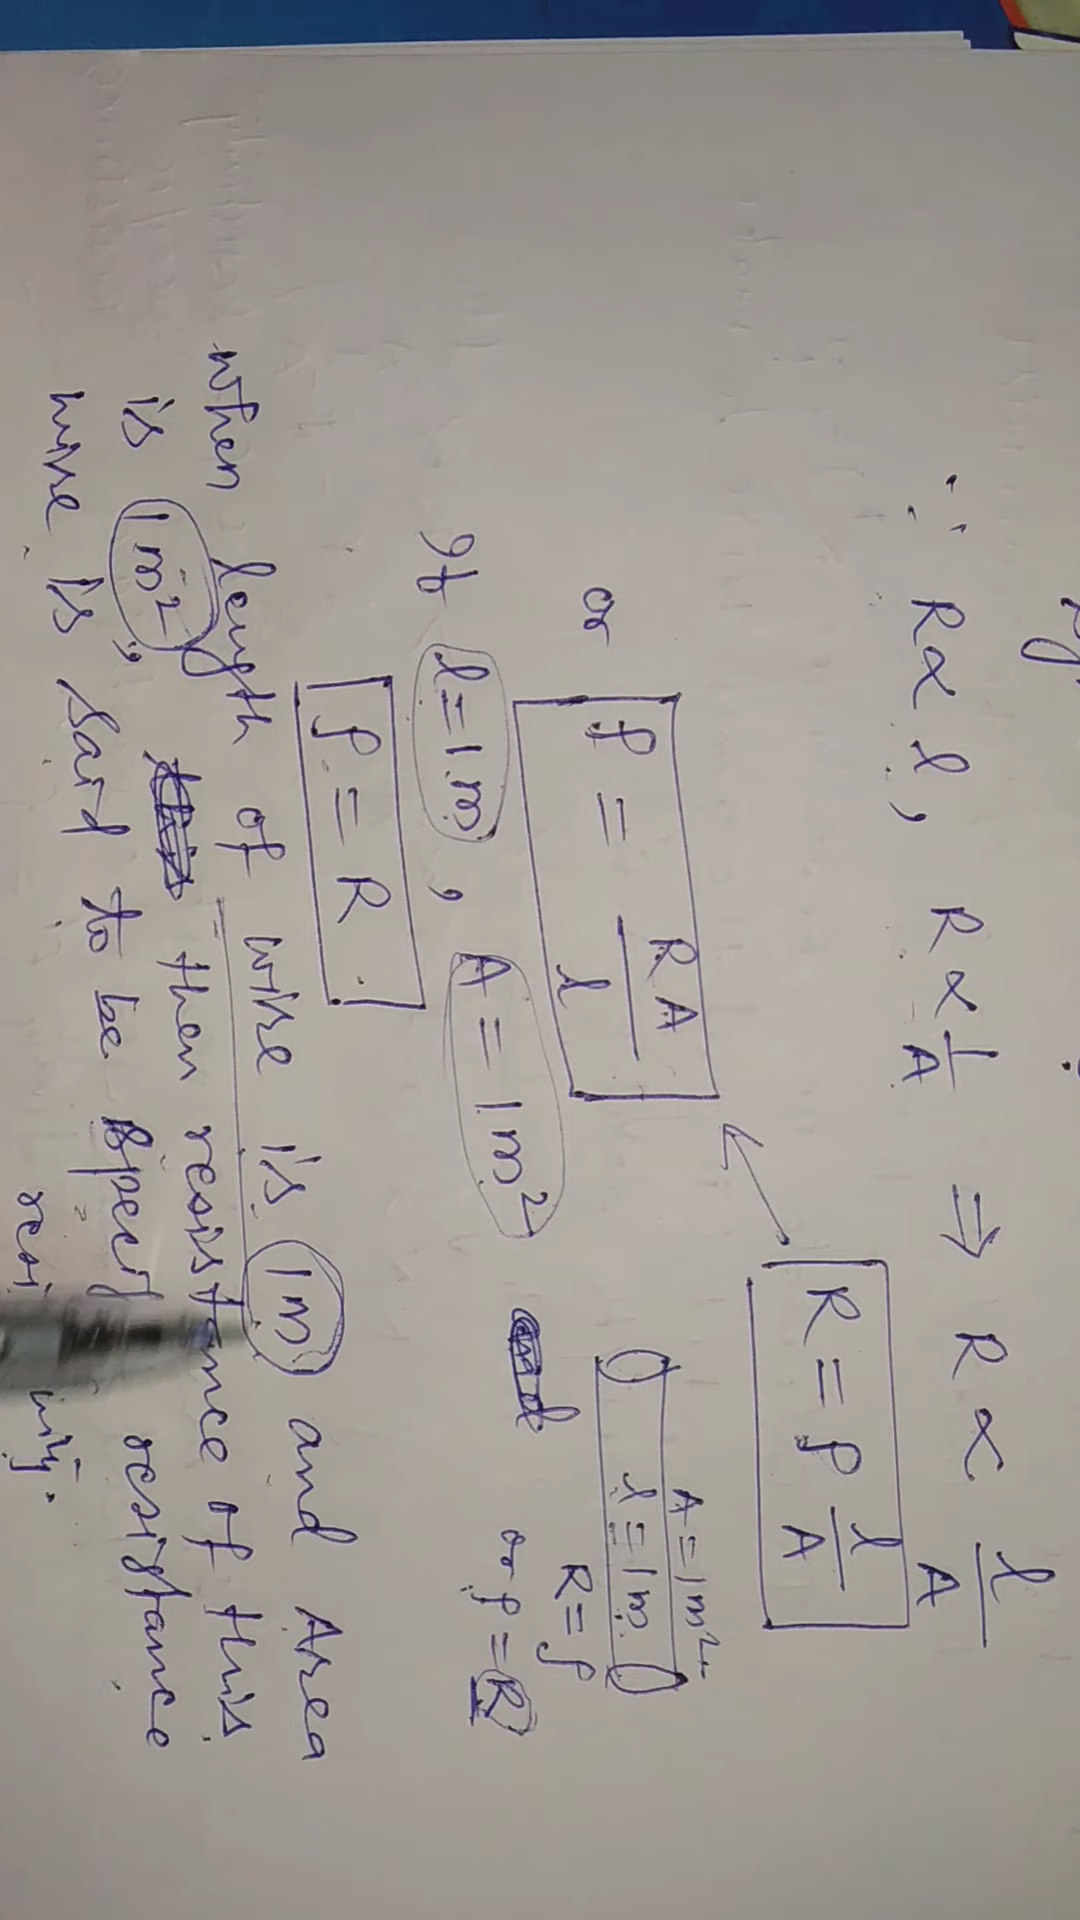 ∵ R ∝ l, R ∝ 1/A ⇒ R ∝ l/A
R = ρ l/A
or ρ = RA/l
A = 1m²
l = 1m
R = ρ
If l = 1m, A = 1m²
or ρ = R
ρ = R
when length of wire is 1m and Area
is 1m², then resistance of this
wire is said to be resistance